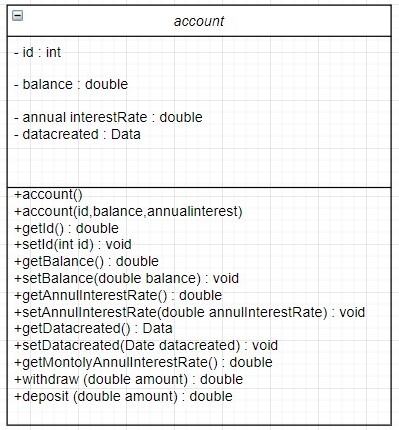 account
- id : int
- balance : double
- annual interestRate : double
- datacreated : Data
+account()
+account(id,balance,annualinterest)
+getId() : double
+setId(int id) : void
+getBalance() : double
+setBalance(double balance) : void
+getAnnulInterestRate() : double
+setAnnulInterestRate(double annulInterestRate) : void
+getDatacreated() : Data
+setDatacreated(Date datacreated) : void
+getMontolyAnnulInterestRate() : double
+withdraw (double amount) : double
+deposit (double amount) : double